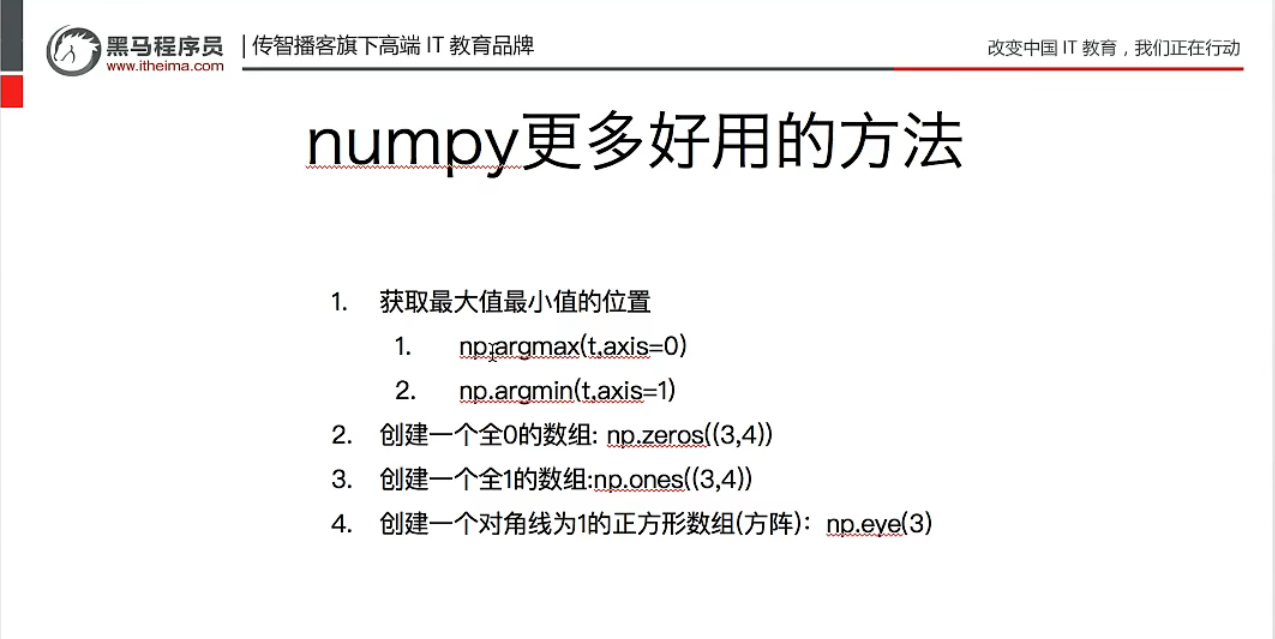 黑马程序员
www.itheima.com
传智播客旗下高端 IT 教育品牌
改变中国 IT 教育，我们正在行动
numpy更多好用的方法
1. 获取最大值最小值的位置
1. np.argmax(t,axis=0)
2. np.argmin(t,axis=1)
2. 创建一个全0的数组: np.zeros((3,4))
3. 创建一个全1的数组:np.ones((3,4))
4. 创建一个对角线为1的正方形数组(方阵)：np.eye(3)